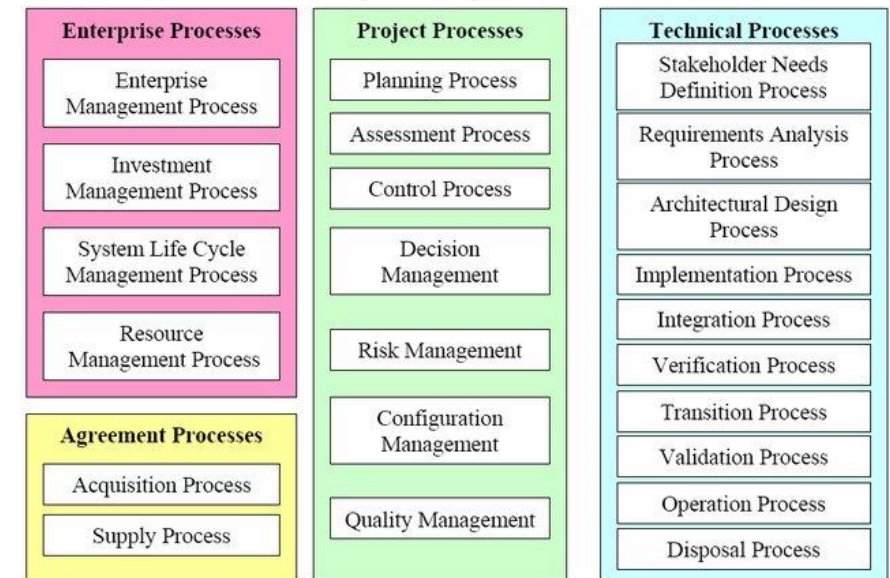 Enterprise Processes
Enterprise
Management Process
Investment
Management Process
System Life Cycle
Management Process
Resource
Management Process
Agreement Processes
Acquisition Process
Supply Process
Project Processes
Planning Process
Assessment Process
Control Process
Decision
Management
Risk Management
Configuration
Management
Quality Management
Technical Processes
Stakeholder Needs
Definition Process
Requirements Analysis
Process
Architectural Design
Process
Implementation Process
Integration Process
Verification Process
Transition Process
Validation Process
Operation Process
Disposal Process